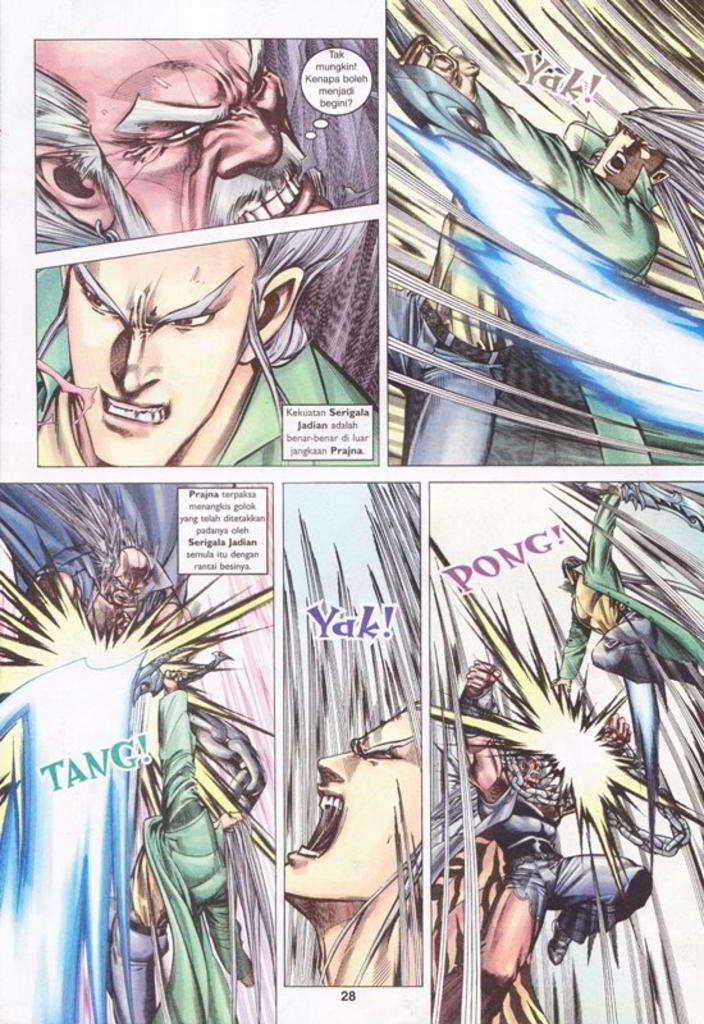 Tak
mungkin!
Kenapa boleh
menjadi
begini?
Yak!
Kekuatan Serigala
Jadian adalah
benar-benar di luar
jangkaan Prajna.
Prajna terpaksa
menangkis golok
yang telah ditetakkan
padanya oleh
Serigala Jadian
semula itu dengan
rantai besinya.
TANG!
Yak!
PONG!
28